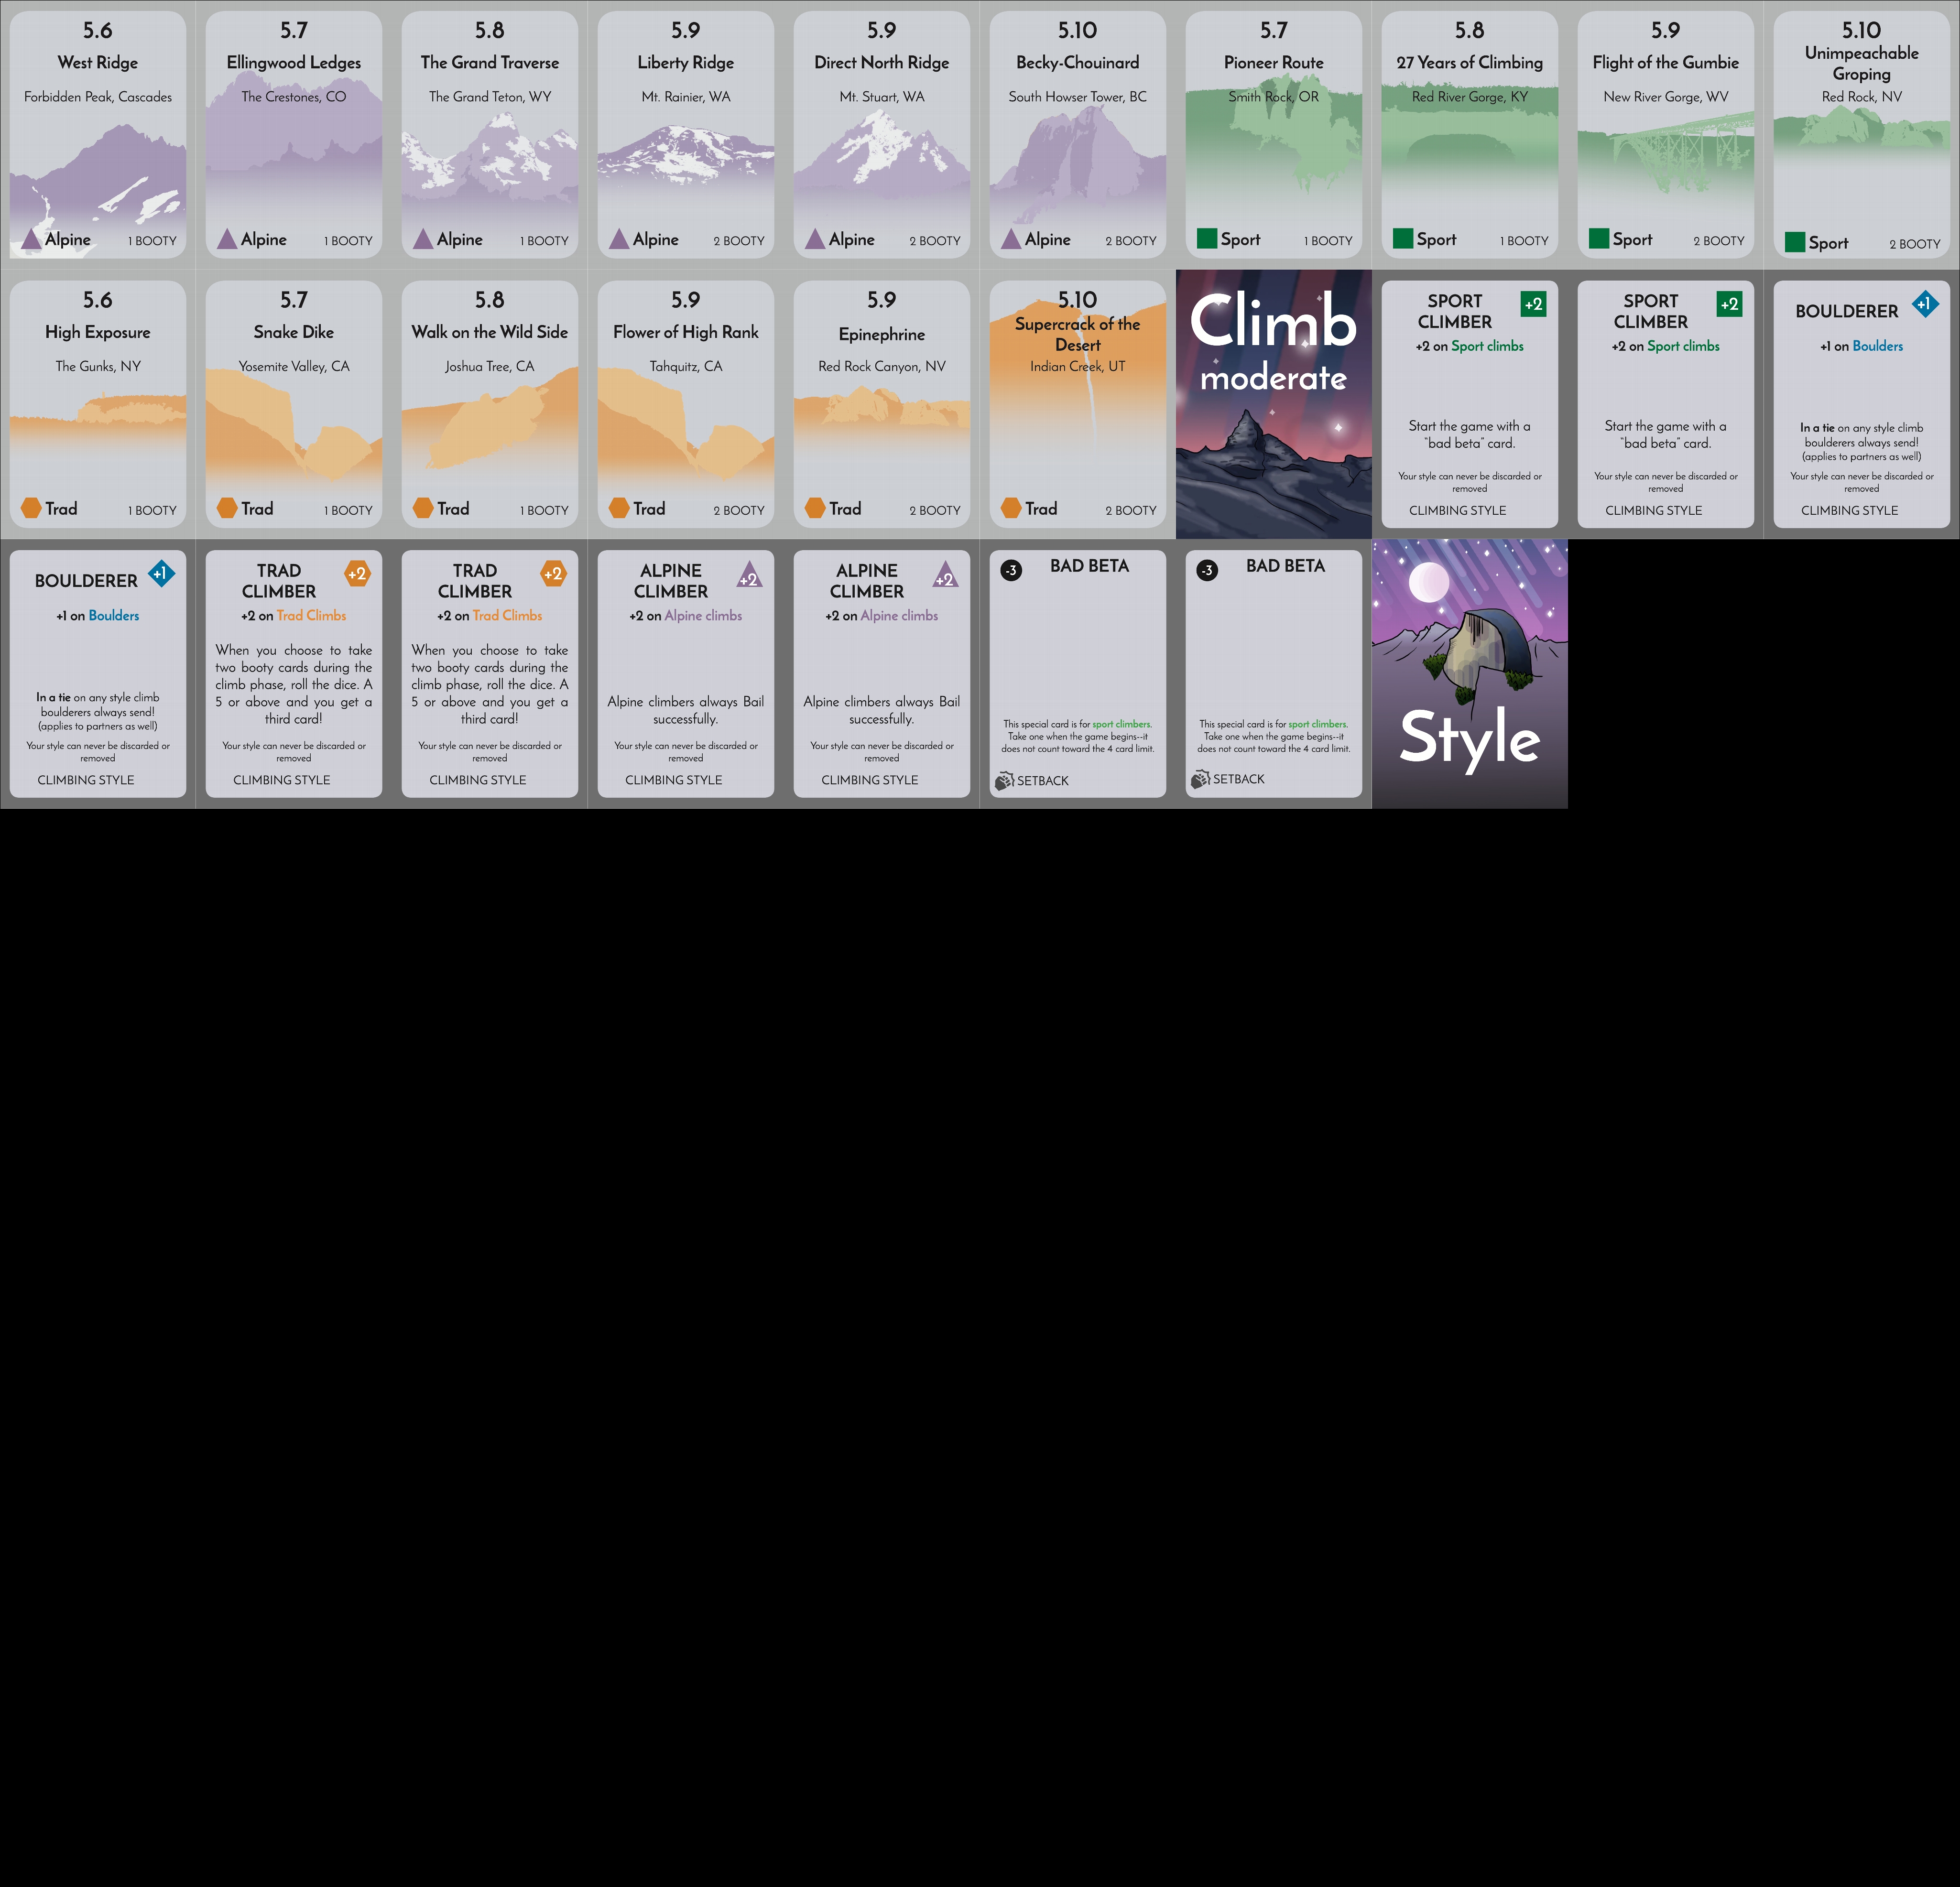 5.6
West Ridge
Forbidden Peak, Cascades
Alpine
1 BOOTY
5.7
Ellingwood Ledges
The Crestones, CO
Alpine
1 BOOTY
5.8
The Grand Traverse
The Grand Teton, WY
Alpine
1 BOOTY
5.9
Liberty Ridge
Mt. Rainier, WA
Alpine
2 BOOTY
5.9
Direct North Ridge
Mt. Stuart, WA
Alpine
2 BOOTY
5.10
Becky-Chouinard
South Howser Tower, BC
Alpine
2 BOOTY
5.7
Pioneer Route
Smith Rock, OR
Sport
1 BOOTY
5.8
27 Years of Climbing
Red River Gorge, KY
Sport
1 BOOTY
5.9
Flight of the Gumbie
New River Gorge, WV
Sport
2 BOOTY
5.10
Unimpeachable
Groping
Red Rock, NV
Sport
2 BOOTY
5.6
High Exposure
The Gunks, NY
Trad
1 BOOTY
5.7
Snake Dike
Yosemite Valley, CA
Trad
1 BOOTY
5.8
Walk on the Wild Side
Joshua Tree, CA
Trad
1 BOOTY
5.9
Flower of High Rank
Tahquitz, CA
Trad
2 BOOTY
5.9
Epinephrine
Red Rock Canyon, NV
Trad
2 BOOTY
5.10
Supercrack of the
Desert
Indian Creek, UT
Trad
2 BOOTY
Climb
moderate
SPORT
CLIMBER
+2
+2 on Sport climbs
Start the game with a
"bad beta" card.
Your style can never be discarded or
removed
CLIMBING STYLE
SPORT
CLIMBER
+2
+2 on Sport climbs
Start the game with a
"bad beta" card.
Your style can never be discarded or
removed
CLIMBING STYLE
BOULDERER
+1
+1 on Boulders
In a tie on any style climb
boulderers always send!
(applies to partners as well)
Your style can never be discarded or
removed
CLIMBING STYLE
BOULDERER
+1
+1 on Boulders
In a tie on any style climb
boulderers always send!
(applies to partners as well)
Your style can never be discarded or
removed
CLIMBING STYLE
TRAD
CLIMBER
+2
+2 on Trad Climbs
When you choose to take
two booty cards during the
climb phase, roll the dice. A
5 or above and you get a
third card!
Your style can never be discarded or
removed
CLIMBING STYLE
TRAD
CLIMBER
+2
+2 on Trad Climbs
When you choose to take
two booty cards during the
climb phase, roll the dice. A
5 or above and you get a
third card!
Your style can never be discarded or
removed
CLIMBING STYLE
ALPINE
CLIMBER
+2
+2 on Alpine climbs
Alpine climbers always Bail
successfully.
Your style can never be discarded or
removed
CLIMBING STYLE
ALPINE
CLIMBER
+2
+2 on Alpine climbs
Alpine climbers always Bail
successfully.
Your style can never be discarded or
removed
CLIMBING STYLE
-3
BAD BETA
This special card is for sport climbers.
Take one when the game begins--it
does not count toward the 4 card limit.
SETBACK
-3
BAD BETA
This special card is for sport climbers.
Take one when the game begins--it
does not count toward the 4 card limit.
SETBACK
Style